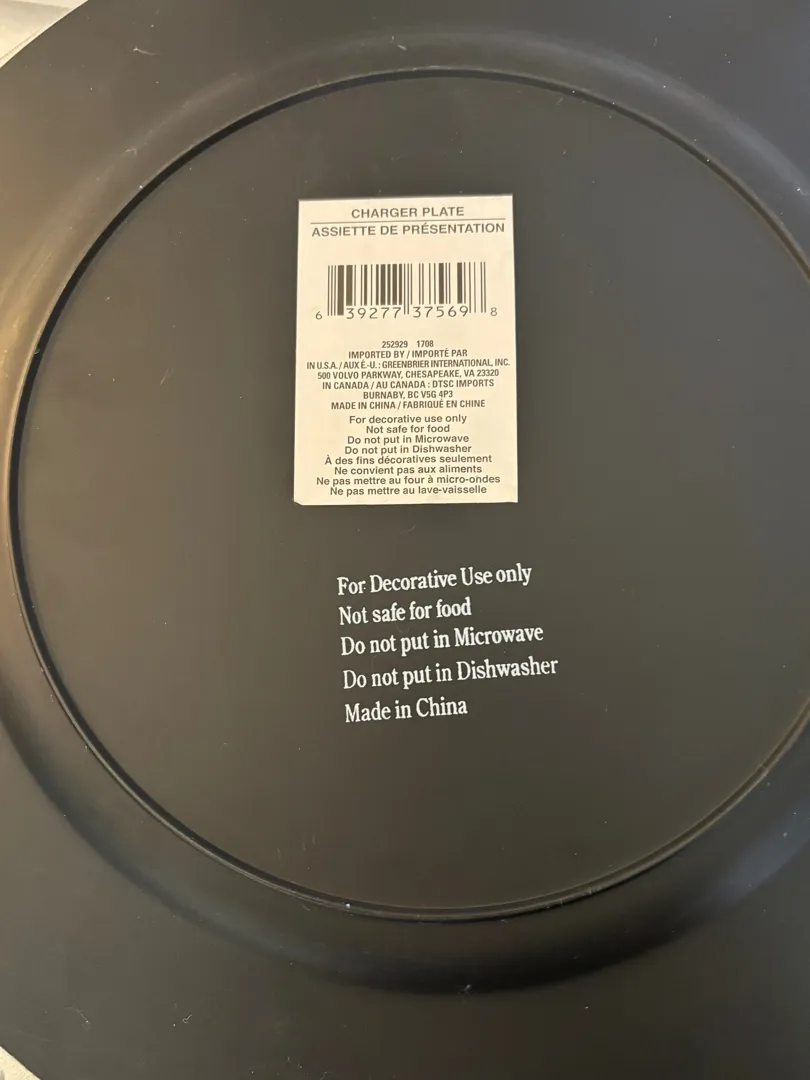 CHARGER PLATE
ASSIETTE DE PRÉSENTATION
6 39277 37569 8
252929 1708
IMPORTED BY / IMPORTÉ PAR
IN U.S.A. / AUX É.-U. : GREENBRIER INTERNATIONAL, INC.
500 VOLVO PARKWAY, CHESAPEAKE, VA 23320
IN CANADA / AU CANADA : DTSC IMPORTS
BURNABY, BC V5G 4P3
MADE IN CHINA / FABRIQUÉ EN CHINE
For decorative use only
Not safe for food
Do not put in Microwave
Do not put in Dishwasher
À des fins décoratives seulement
Ne convient pas aux aliments
Ne pas mettre au four à micro-ondes
Ne pas mettre au lave-vaisselle
For Decorative Use only
Not safe for food
Do not put in Microwave
Do not put in Dishwasher
Made in China